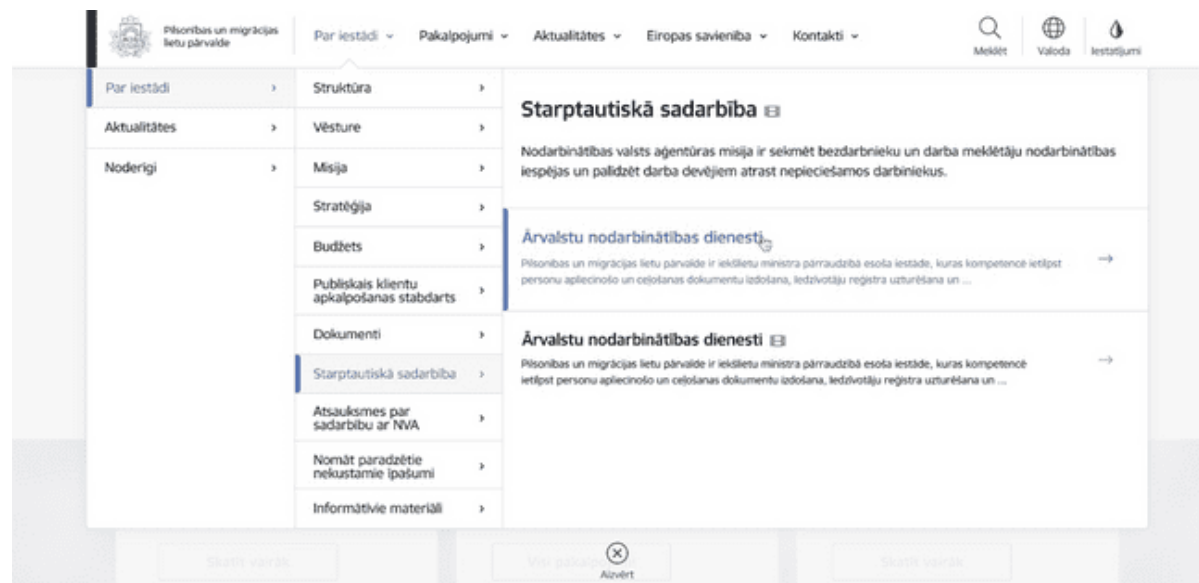 Pilsonības un migrācijas
lietu pārvalde
Par iestādi
Pakalpojumi
Aktualitātes
Eiropas savienība
Kontakti
Meklēt
Valoda
Iestatījumi
Par iestādi
Aktualitātes
Noderīgi
Struktūra
Vēsture
Misija
Stratēģija
Budžets
Publiskais klientu
apkalpošanas stabdarts
Dokumenti
Starptautiskā sadarbība
Atsauksmes par
sadarbību ar NVA
Nomāt paradzētie
nekustamie īpašumi
Informātīvie materiāli
Starptautiskā sadarbība
Nodarbinātības valsts aģentūras misija ir sekmēt bezdarbnieku un darba meklētāju nodarbinātības
iespējas un palīdzēt darba devējiem atrast nepieciešamos darbiniekus.
Ārvalstu nodarbinātības dienesti
Pilsonības un migrācijas lietu pārvalde ir iekšlietu ministra pārraudzībā esoša iestāde, kuras kompetencē ietilpst
personu apliecinošo un ceļošanas dokumentu izdošana, Iedzīvotāju reģistra uzturēšana un ...
Ārvalstu nodarbinātības dienesti
Pilsonības un migrācijas lietu pārvalde ir iekšlietu ministra pārraudzībā esoša iestāde, kuras kompetencē
ietilpst personu apliecinošo un ceļošanas dokumentu izdošana, Iedzīvotāju reģistra uzturēšana un ...
Skatīt vairāk
Visi pakalpojumi
Skatīt vairāk
Aizvērt